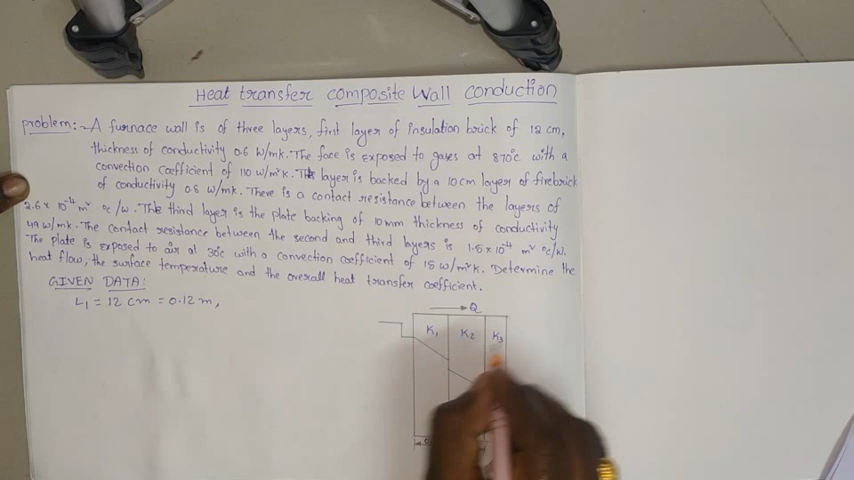 Heat transfer composite Wall conduction
problem:- A furnace wall is of three layers, first layer of insulation brick of 12 cm,
thickness of conductivity 0.6 W/mk. The face is exposed to gases at 870°c with a
convection coefficient of 110 W/m²k. The layer is backed by a 10cm layer of firebrick
of conductivity 0.8 W/mk. There is a contact resistance between the layers of
2.6 x 10⁻⁴ m² °c/w. The third layer is the plate backing of 10mm thickness of conductivity
49 W/mk. The contact resistance between the second and third layers is 1.5 x 10⁻⁴ m² °c/w.
The plate is exposed to air at 30°c with a convection coefficient of 15 W/m²k. Determine the
heat flow, the surface temperature and the overall heat transfer coefficient.
GIVEN DATA:
L₁ = 12 cm = 0.12 m,
Q
K₁ K₂ K₃